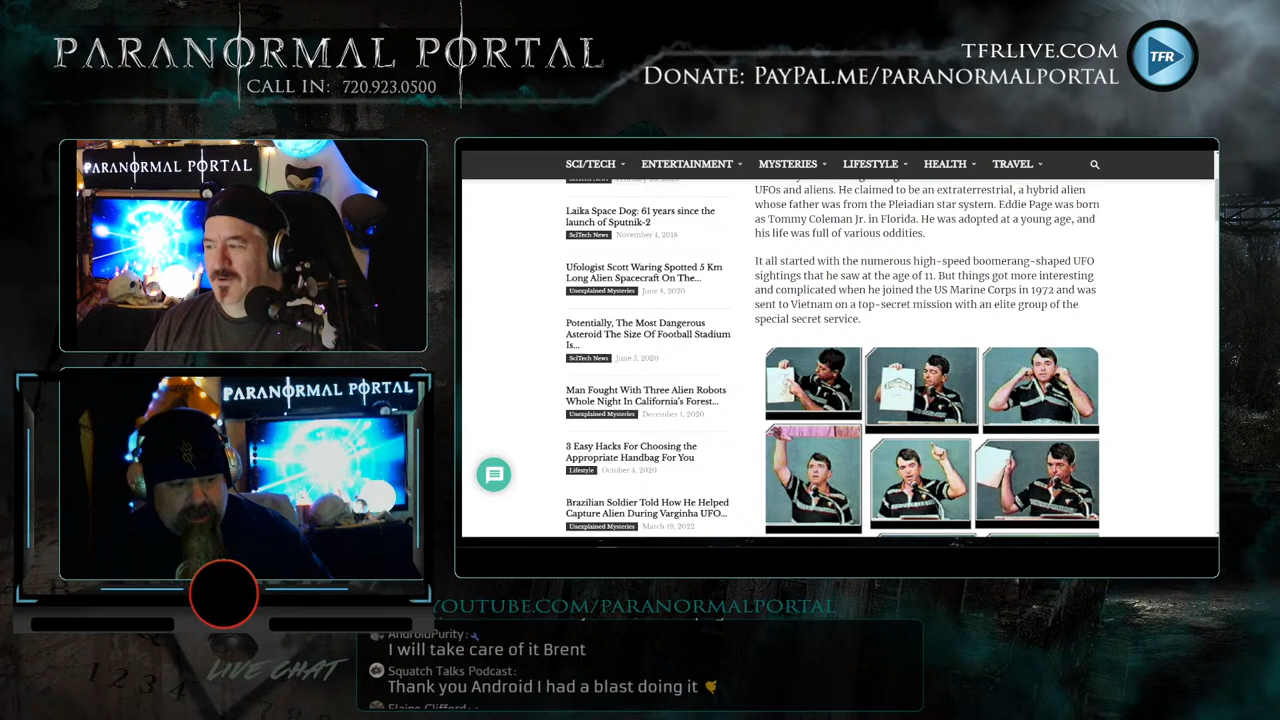 PARANORMAL PORTAL
CALL IN: 720.923.0500
TFRLIVE.COM
DONATE: PAYPAL.ME/PARANORMALPORTAL
TFR
PARANORMAL PORTAL
PARANORMAL PORTAL
SCI/TECH
ENTERTAINMENT
MYSTERIES
LIFESTYLE
HEALTH
TRAVEL
Laika Space Dog: 61 years since the
launch of Sputnik-2
SciTech News November 4, 2018
Ufologist Scott Waring Spotted 5 Km
Long Alien Spacecraft On The...
Unexplained Mysteries June 8, 2020
Potentially, The Most Dangerous
Asteroid The Size Of Football Stadium
Is...
SciTech News June 5, 2020
Man Fought With Three Alien Robots
Whole Night In California's Forest...
Unexplained Mysteries December 1, 2020
3 Easy Hacks For Choosing the
Appropriate Handbag For You
Lifestyle October 4, 2020
Brazilian Soldier Told How He Helped
Capture Alien During Varginha UFO...
Unexplained Mysteries March 19, 2022
UFOs and aliens. He claimed to be an extraterrestrial, a hybrid alien
whose father was from the Pleiadian star system. Eddie Page was born
as Tommy Coleman Jr. in Florida. He was adopted at a young age, and
his life was full of various oddities.
It all started with the numerous high-speed boomerang-shaped UFO
sightings that he saw at the age of 11. But things got more interesting
and complicated when he joined the US Marine Corps in 1972 and was
sent to Vietnam on a top-secret mission with an elite group of the
special secret service.
YOUTUBE.COM/PARANORMALPORTAL
LIVE CHAT
1 2 3 4
AndroidPurity:
I will take care of it Brent
Squatch Talks Podcast:
Thank you Android I had a blast doing it
Elaine Clifford: